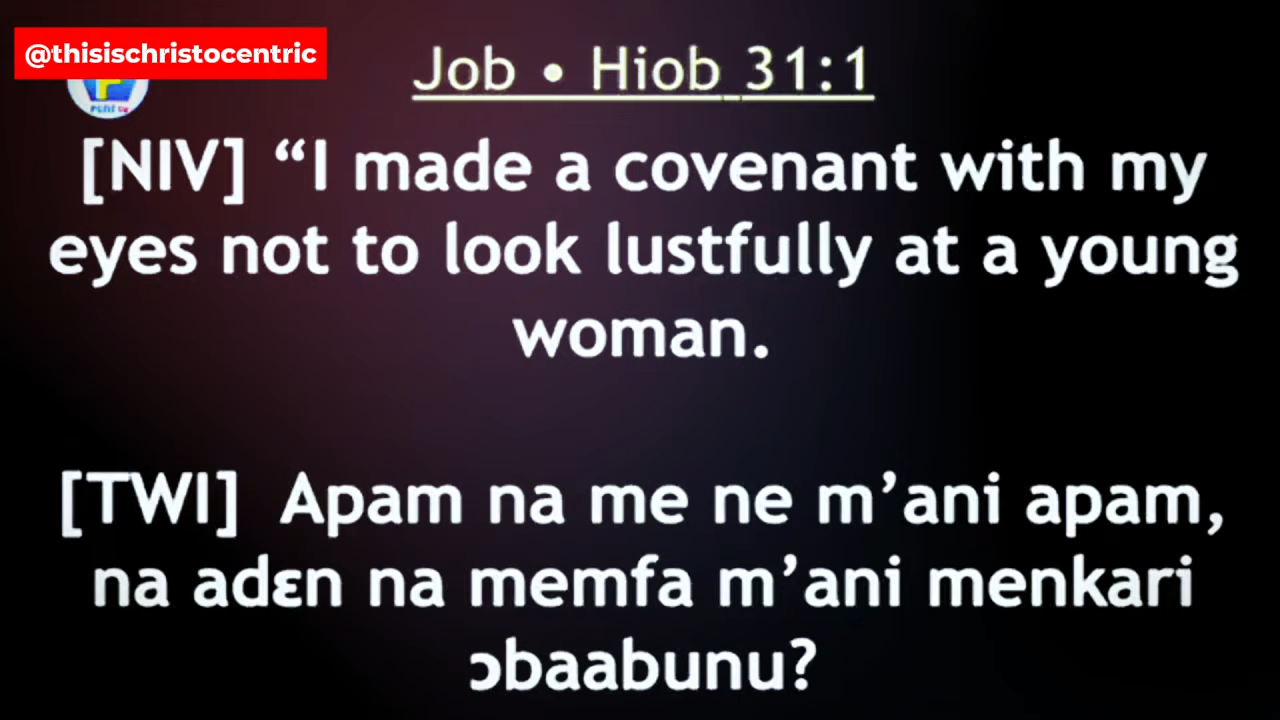 @thisischristocentric
Job • Hiob 31:1
[NIV] “I made a covenant with my
eyes not to look lustfully at a young
woman.
[TWI] Apam na me ne m’ani apam,
na adɛn na memfa m’ani menkari
ɔbaabunu?